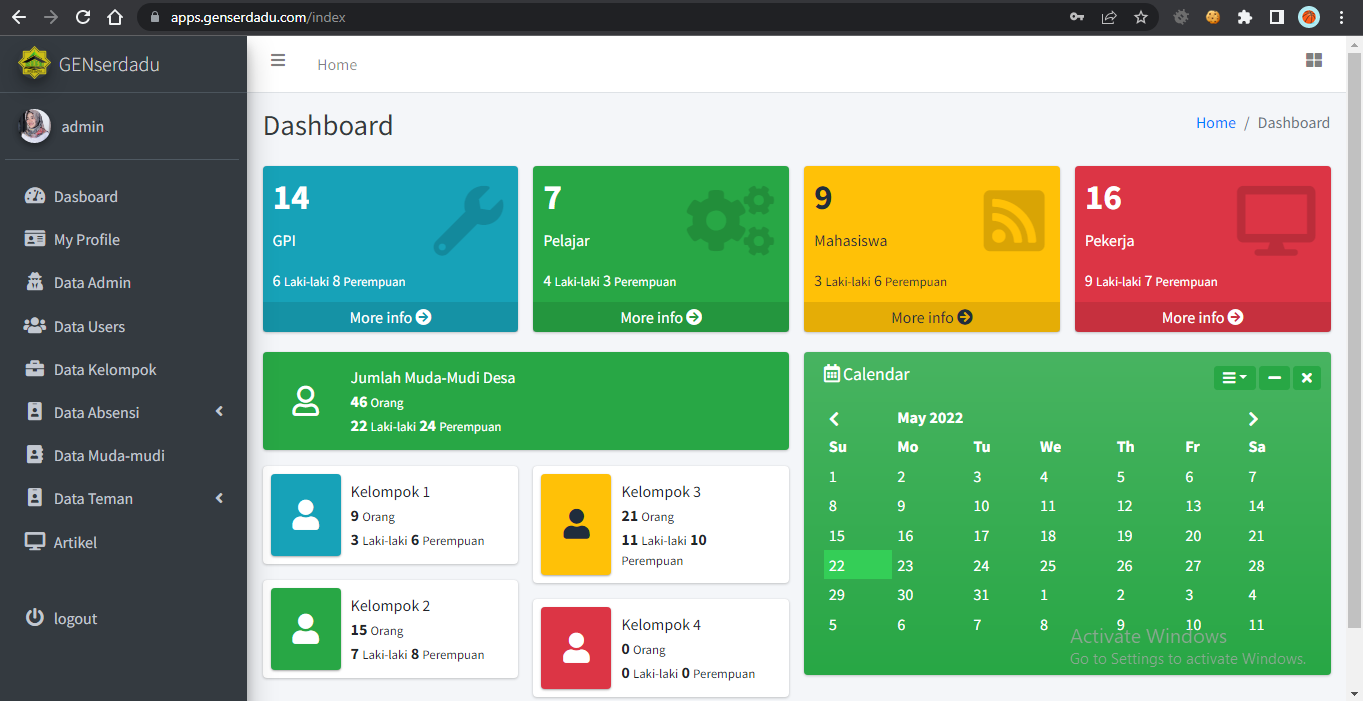 apps.genserdadu.com/index
GENserdadu
Home
admin
Dashboard
Home / Dashboard
Dasboard
My Profile
Data Admin
Data Users
Data Kelompok
Data Absensi
Data Muda-mudi
Data Teman
Artikel
logout
14
GPI
6 Laki-laki 8 Perempuan
More info
7
Pelajar
4 Laki-laki 3 Perempuan
More info
9
Mahasiswa
3 Laki-laki 6 Perempuan
More info
16
Pekerja
9 Laki-laki 7 Perempuan
More info
Jumlah Muda-Mudi Desa
46 Orang
22 Laki-laki 24 Perempuan
Kelompok 1
9 Orang
3 Laki-laki 6 Perempuan
Kelompok 3
21 Orang
11 Laki-laki 10
Perempuan
Kelompok 2
15 Orang
7 Laki-laki 8 Perempuan
Kelompok 4
0 Orang
0 Laki-laki 0 Perempuan
Calendar
May 2022
Su Mo Tu We Th Fr Sa
1 2 3 4 5 6 7
8 9 10 11 12 13 14
15 16 17 18 19 20 21
22 23 24 25 26 27 28
29 30 31 1 2 3 4
5 6 7 8 9 10 11
Activate Windows
Go to Settings to activate Windows.